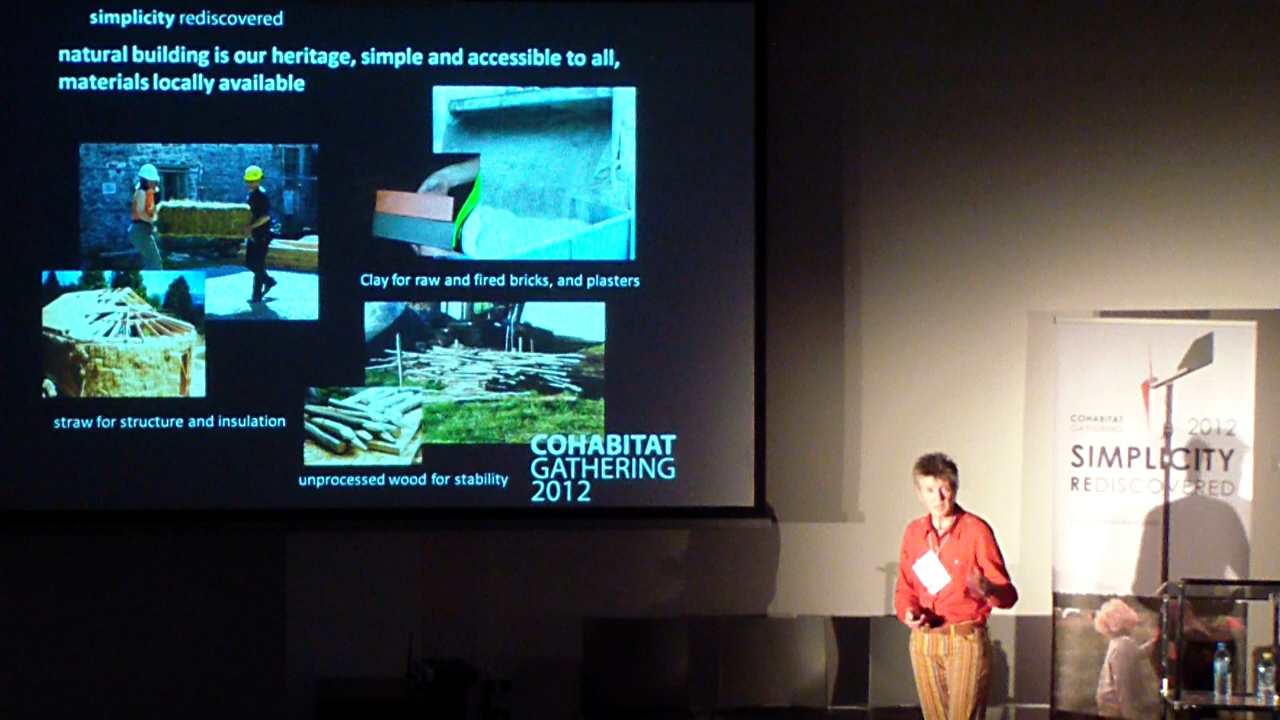 simplicity rediscovered
natural building is our heritage, simple and accessible to all,
materials locally available
Clay for raw and fired bricks, and plasters
straw for structure and insulation
unprocessed wood for stability
COHABITAT
GATHERING
2012
COHABITAT
GATHERING
2012
SIMPLICITY
REDISCOVERED